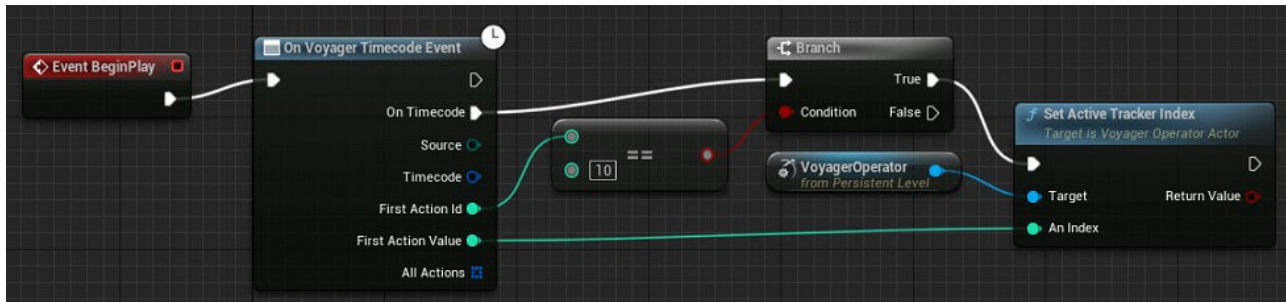 Event BeginPlay
On Voyager Timecode Event
On Timecode
Source
Timecode
First Action Id
First Action Value
All Actions
==
10
Branch
True
Condition
False
VoyagerOperator
from Persistent Level
Set Active Tracker Index
Target is Voyager Operator Actor
Target
Return Value
An Index